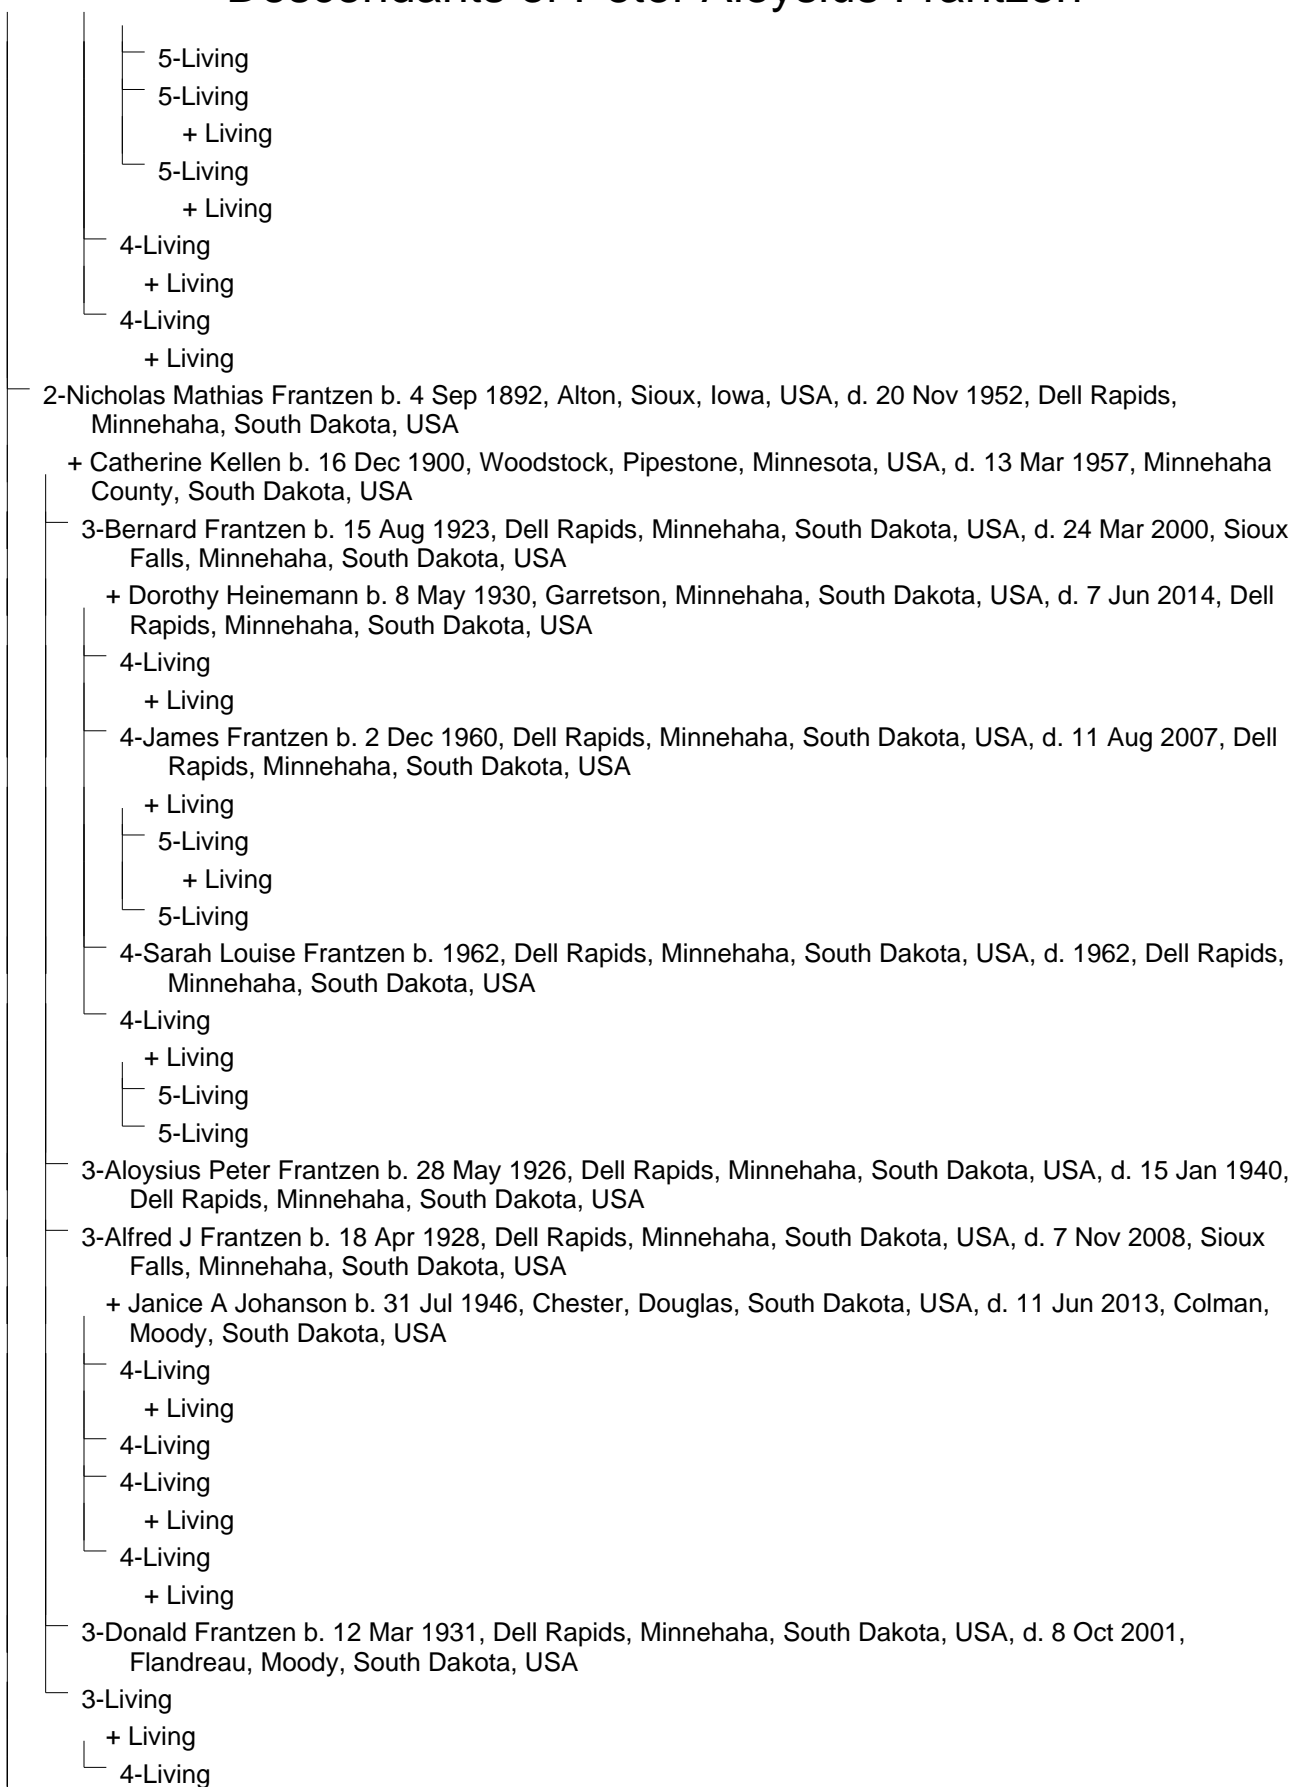 Descendants of Peter Aloysius Frantzen
5-Living
5-Living
+ Living
5-Living
+ Living
4-Living
+ Living
4-Living
+ Living
2-Nicholas Mathias Frantzen b. 4 Sep 1892, Alton, Sioux, Iowa, USA, d. 20 Nov 1952, Dell Rapids,
Minnehaha, South Dakota, USA
+ Catherine Kellen b. 16 Dec 1900, Woodstock, Pipestone, Minnesota, USA, d. 13 Mar 1957, Minnehaha
County, South Dakota, USA
3-Bernard Frantzen b. 15 Aug 1923, Dell Rapids, Minnehaha, South Dakota, USA, d. 24 Mar 2000, Sioux
Falls, Minnehaha, South Dakota, USA
+ Dorothy Heinemann b. 8 May 1930, Garretson, Minnehaha, South Dakota, USA, d. 7 Jun 2014, Dell
Rapids, Minnehaha, South Dakota, USA
4-Living
+ Living
4-James Frantzen b. 2 Dec 1960, Dell Rapids, Minnehaha, South Dakota, USA, d. 11 Aug 2007, Dell
Rapids, Minnehaha, South Dakota, USA
+ Living
5-Living
+ Living
5-Living
4-Sarah Louise Frantzen b. 1962, Dell Rapids, Minnehaha, South Dakota, USA, d. 1962, Dell Rapids,
Minnehaha, South Dakota, USA
4-Living
+ Living
5-Living
5-Living
3-Aloysius Peter Frantzen b. 28 May 1926, Dell Rapids, Minnehaha, South Dakota, USA, d. 15 Jan 1940,
Dell Rapids, Minnehaha, South Dakota, USA
3-Alfred J Frantzen b. 18 Apr 1928, Dell Rapids, Minnehaha, South Dakota, USA, d. 7 Nov 2008, Sioux
Falls, Minnehaha, South Dakota, USA
+ Janice A Johanson b. 31 Jul 1946, Chester, Douglas, South Dakota, USA, d. 11 Jun 2013, Colman,
Moody, South Dakota, USA
4-Living
+ Living
4-Living
4-Living
+ Living
4-Living
+ Living
3-Donald Frantzen b. 12 Mar 1931, Dell Rapids, Minnehaha, South Dakota, USA, d. 8 Oct 2001,
Flandreau, Moody, South Dakota, USA
3-Living
+ Living
4-Living